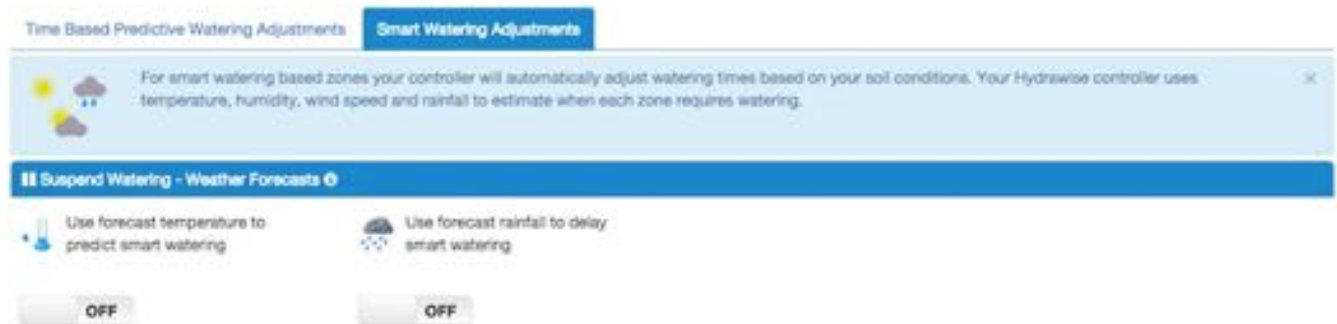 Time Based Predictive Watering Adjustments
Smart Watering Adjustments
For smart watering based zones your controller will automatically adjust watering times based on your soil conditions. Your Hydrawise controller uses
temperature, humidity, wind speed and rainfall to estimate when each zone requires watering.
×
Suspend Watering - Weather Forecasts
Use forecast temperature to
predict smart watering
Use forecast rainfall to delay
smart watering
OFF
OFF